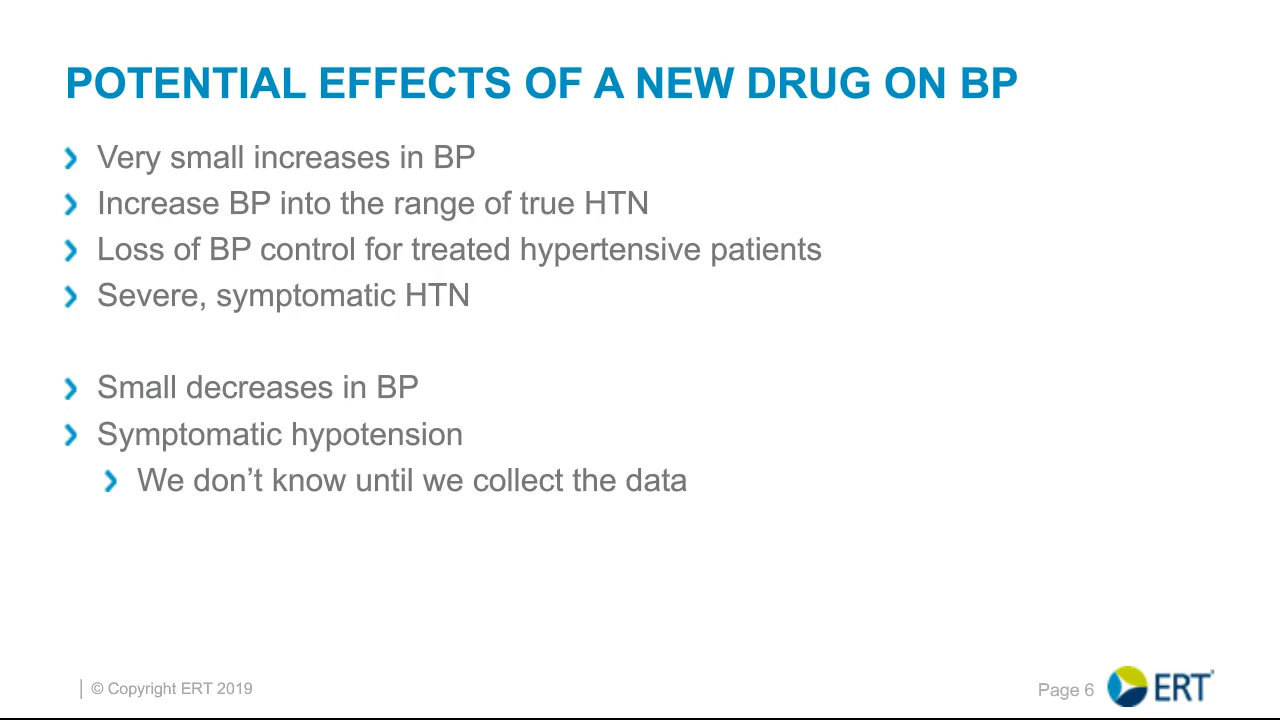 POTENTIAL EFFECTS OF A NEW DRUG ON BP
Very small increases in BP
Increase BP into the range of true HTN
Loss of BP control for treated hypertensive patients
Severe, symptomatic HTN
Small decreases in BP
Symptomatic hypotension
We don’t know until we collect the data
© Copyright ERT 2019
Page 6
ERT